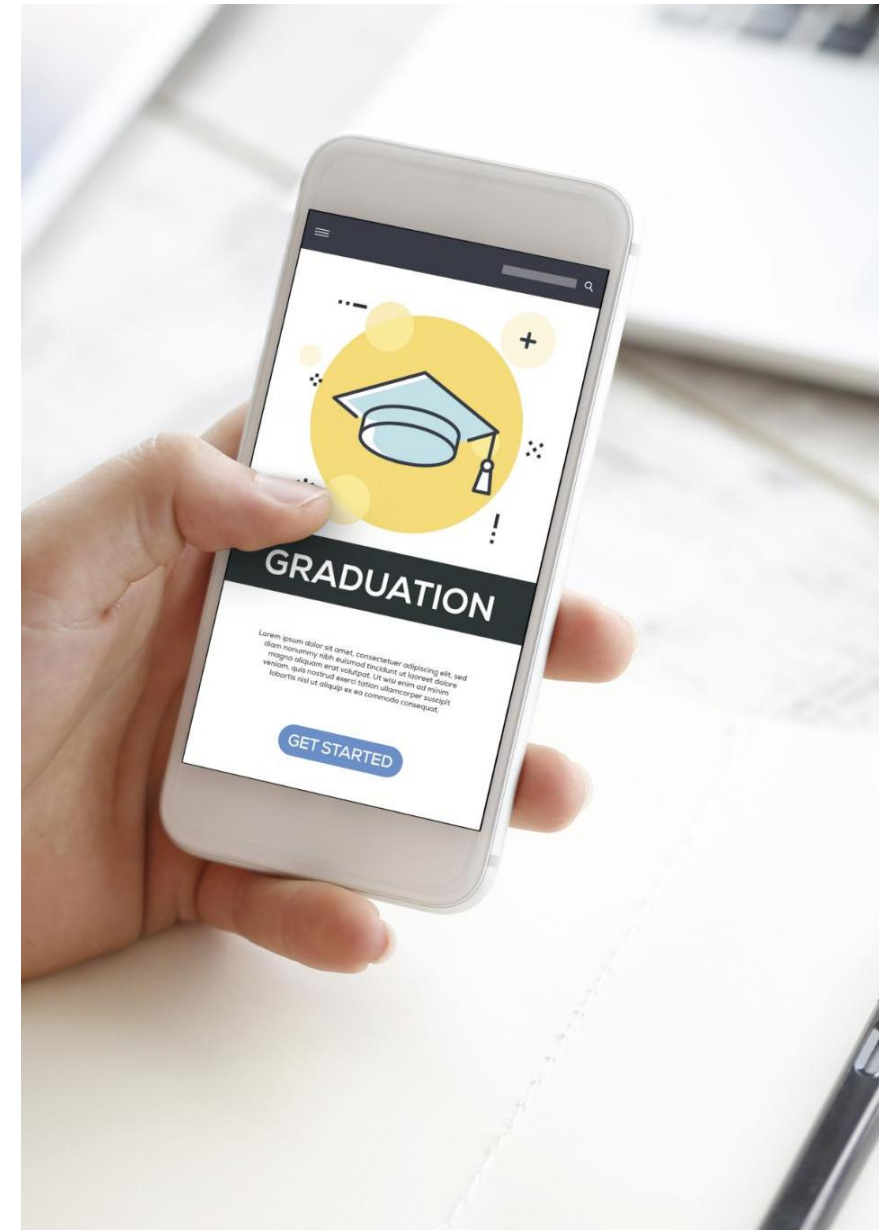 GRADUATION
Lorem ipsum dolor sit amet, consectetuer adipiscing elit, sed
diam nonummy nibh euismod tincidunt ut laoreet dolore
magna aliquam erat volutpat. Ut wisi enim ad minim
veniam, quis nostrud exerci tation ullamcorper suscipit
lobortis nisl ut aliquip ex ea commodo consequat.
GET STARTED